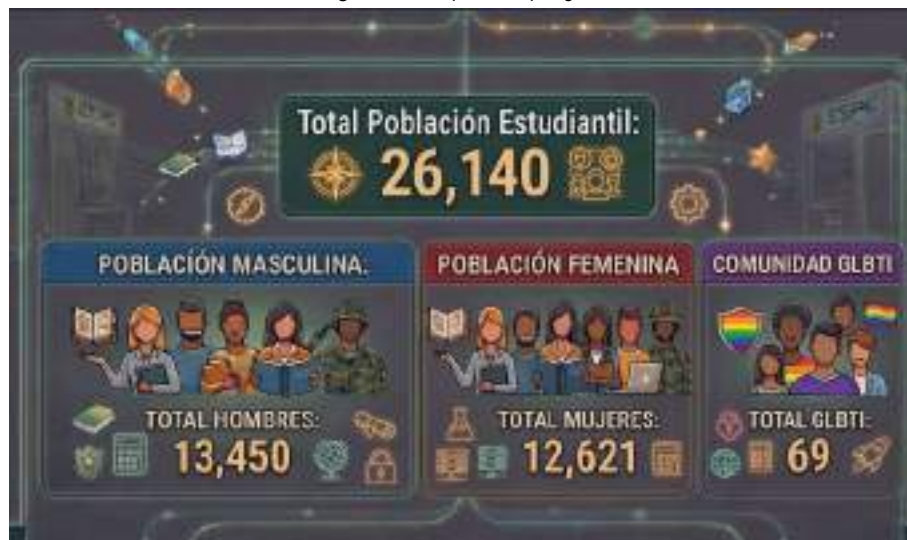 Total Población Estudiantil:
26,140
POBLACIÓN MASCULINA.
TOTAL HOMBRES:
13,450
POBLACIÓN FEMENINA
TOTAL MUJERES:
12,621
COMUNIDAD GLBTI
TOTAL GLBTI:
69